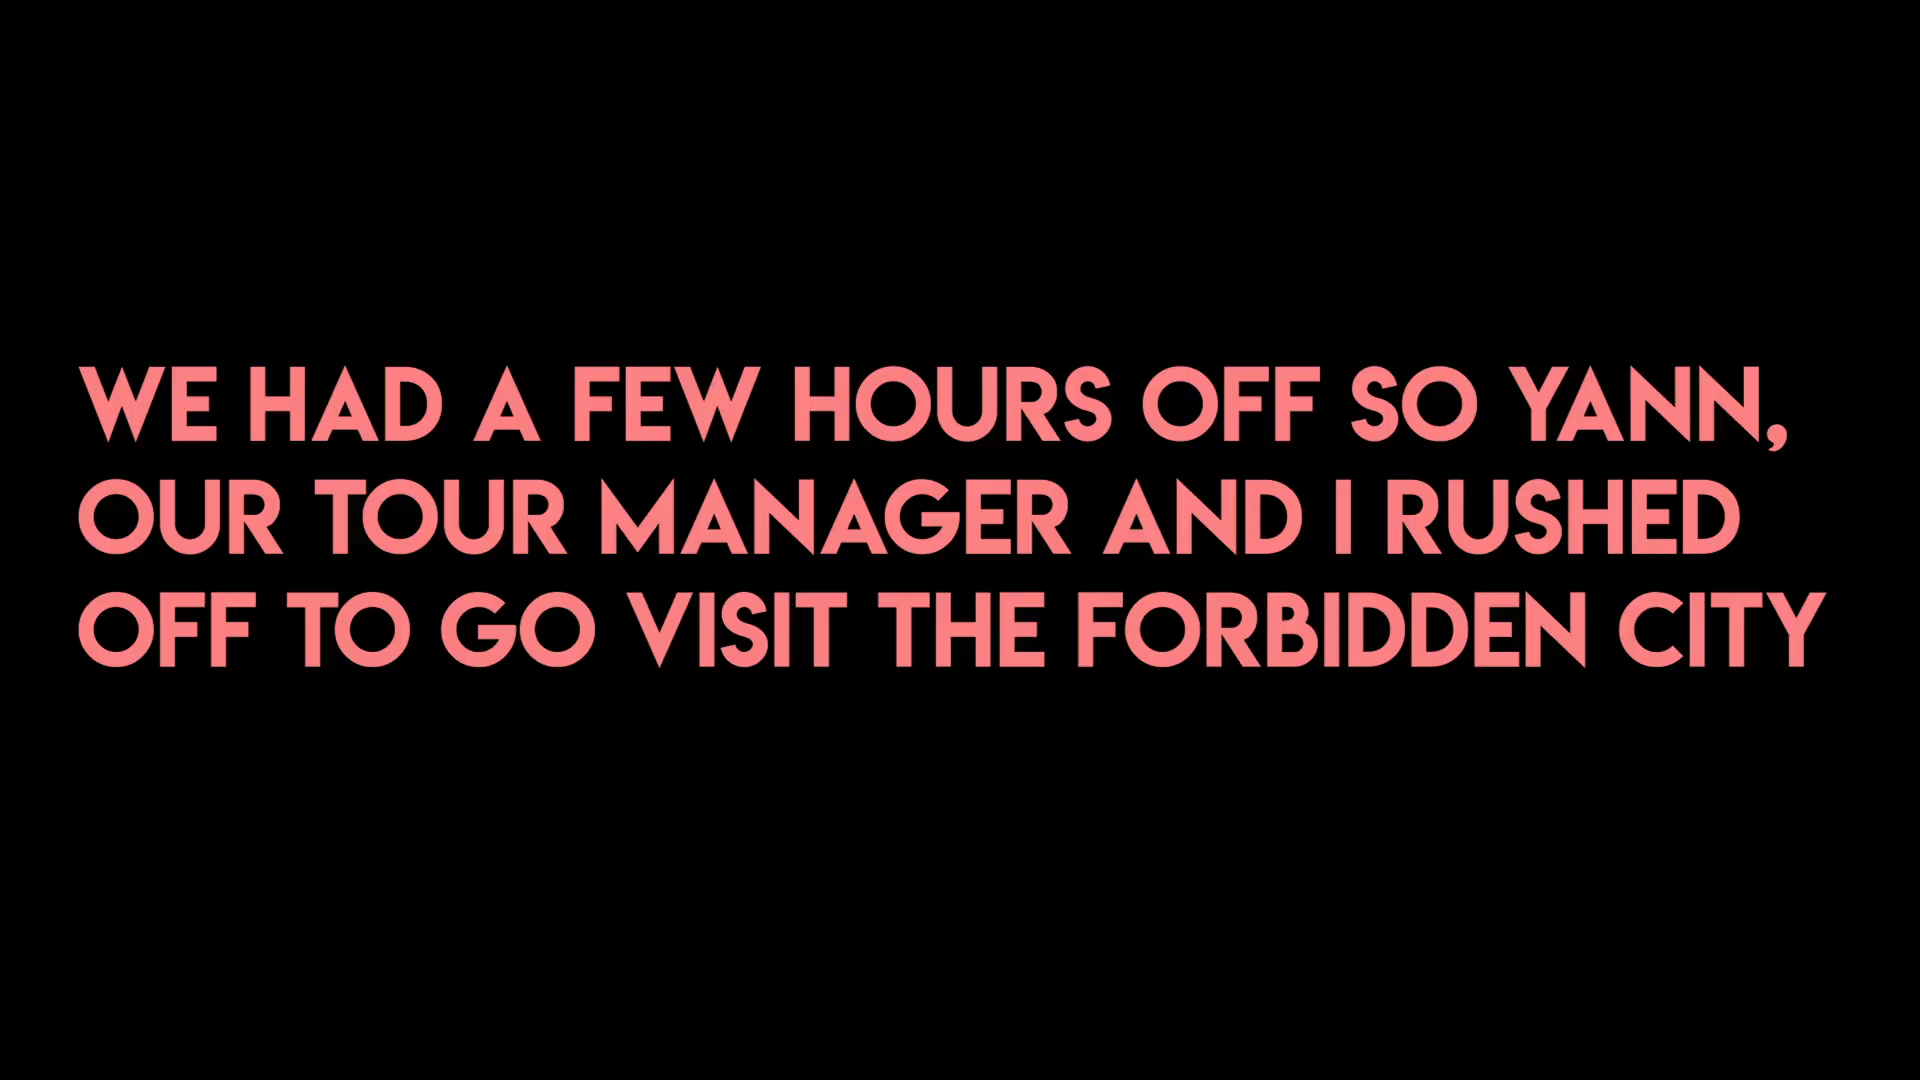 WE HAD A FEW HOURS OFF SO YANN,
OUR TOUR MANAGER AND I RUSHED
OFF TO GO VISIT THE FORBIDDEN CITY